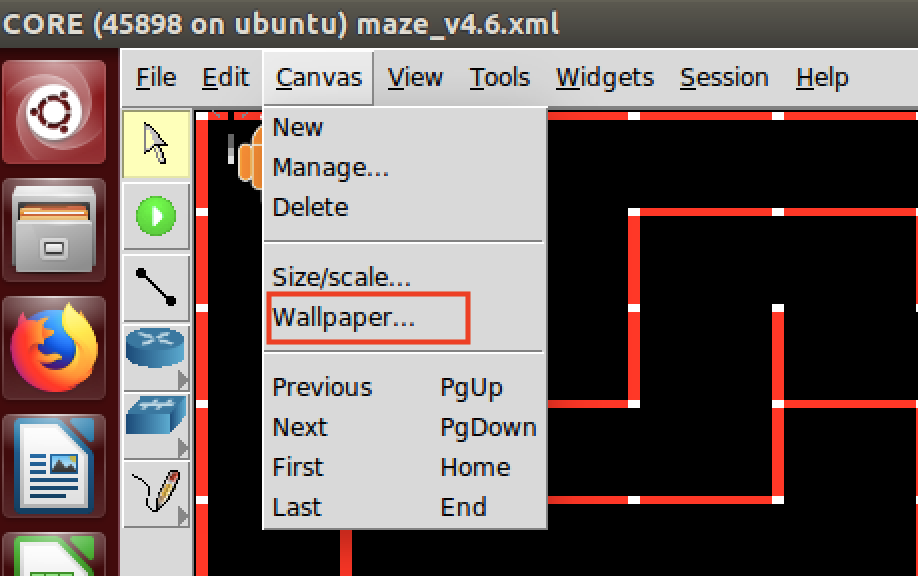 CORE (45898 on ubuntu) maze_v4.6.xml
File Edit Canvas View Tools Widgets Session Help
New
Manage...
Delete
Size/scale...
Wallpaper...
Previous PgUp
Next PgDown
First Home
Last End